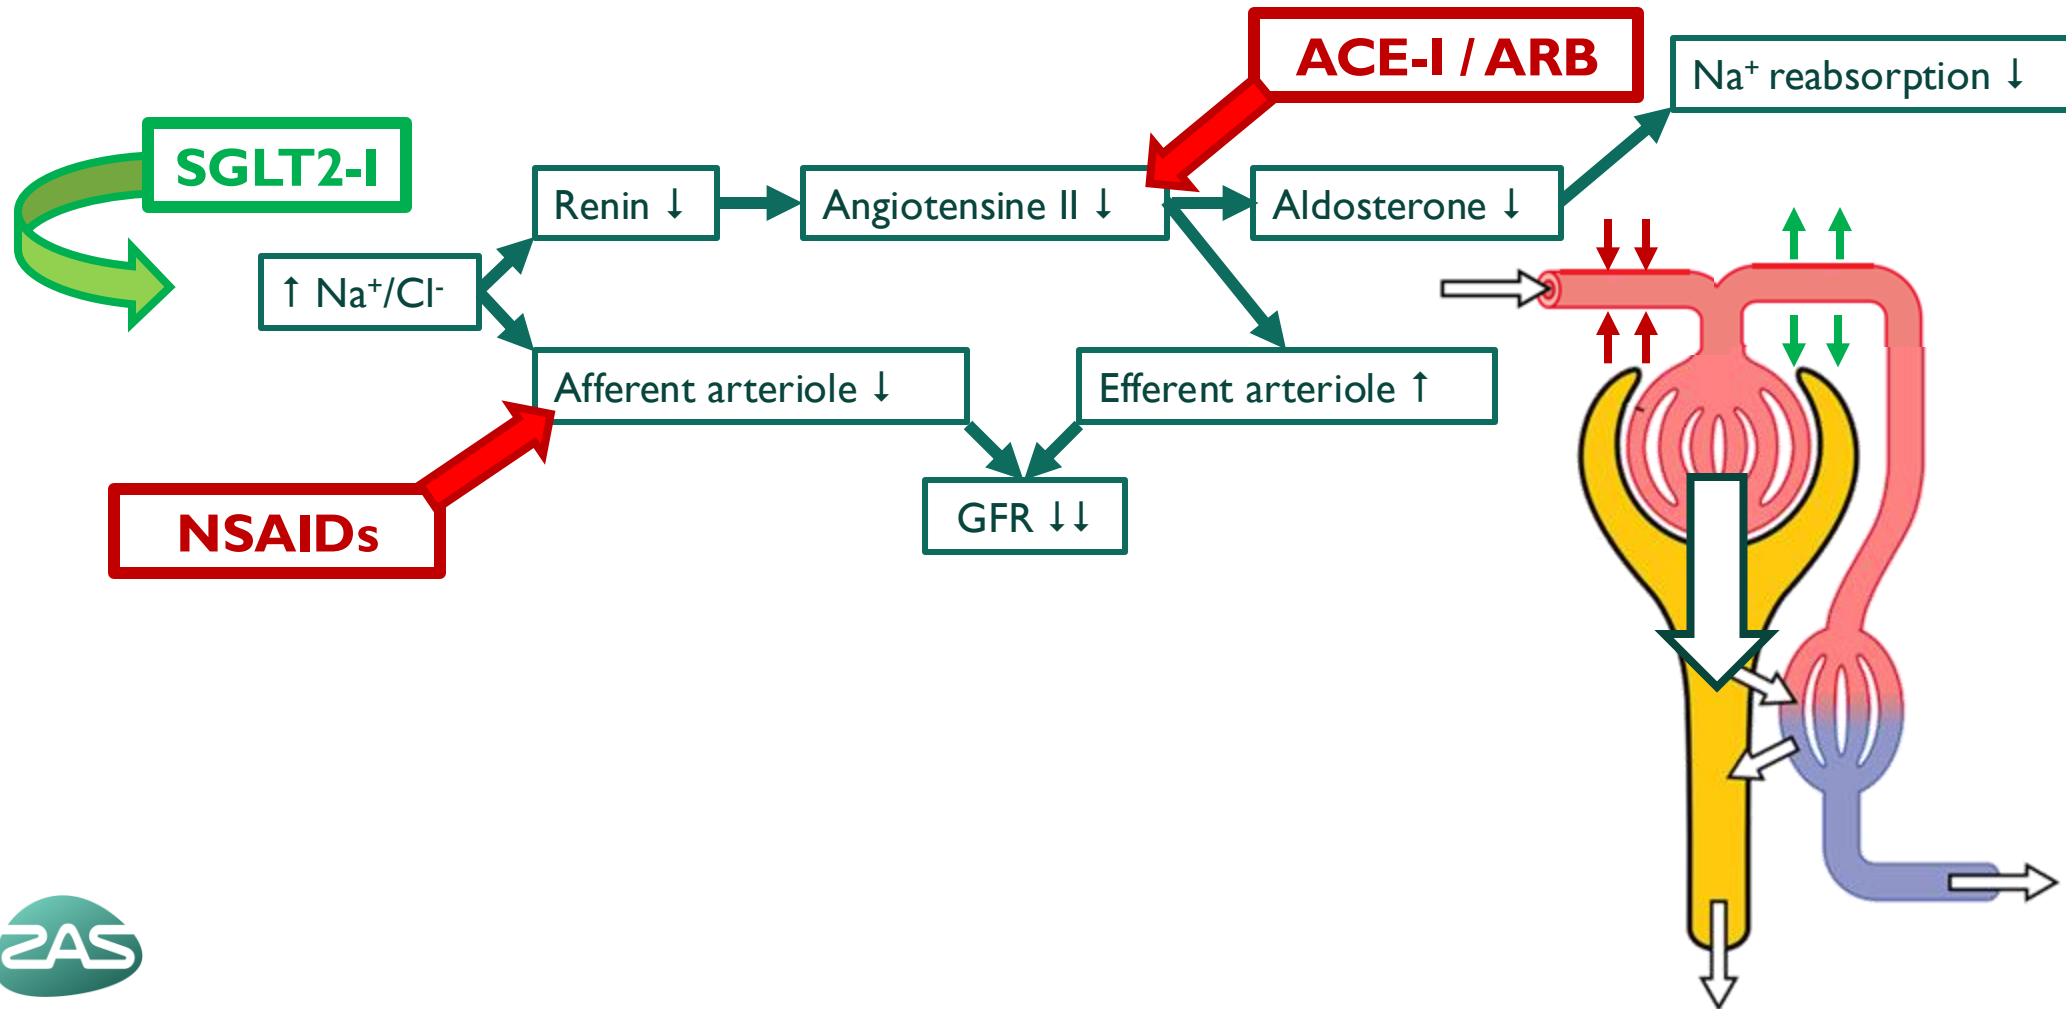 ACE-I / ARB
Na⁺ reabsorption ↓
SGLT2-I
Renin ↓
Angiotensine II ↓
Aldosterone ↓
↑ Na⁺/Cl⁻
Afferent arteriole ↓
Efferent arteriole ↑
GFR ↓↓
NSAIDs
ZAS